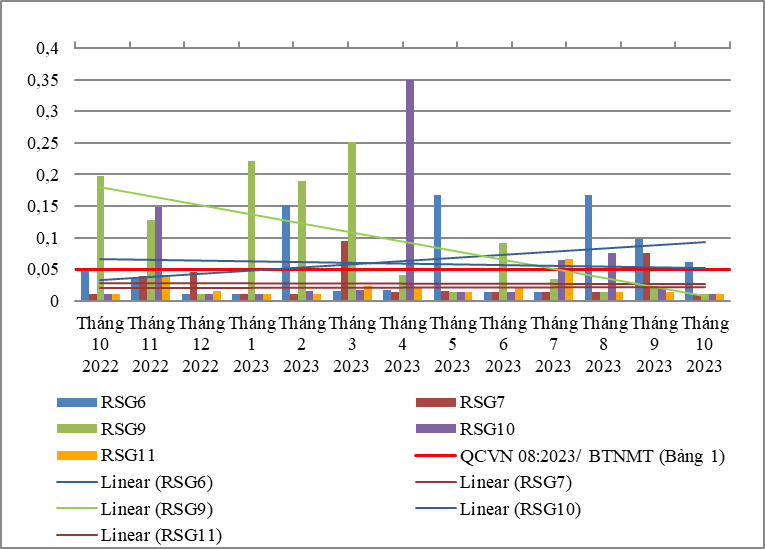 0,4
0,35
0,3
0,25
0,2
0,15
0,1
0,05
0
Tháng Tháng Tháng Tháng Tháng Tháng Tháng Tháng Tháng Tháng Tháng Tháng Tháng
10 11 12 1 2 3 4 5 6 7 8 9 10
2022 2022 2022 2023 2023 2023 2023 2023 2023 2023 2023 2023 2023
RSG6 RSG7
RSG9 RSG10
RSG11 QCVN 08:2023/ BTNMT (Bảng 1)
Linear (RSG6) Linear (RSG7)
Linear (RSG9) Linear (RSG10)
Linear (RSG11)